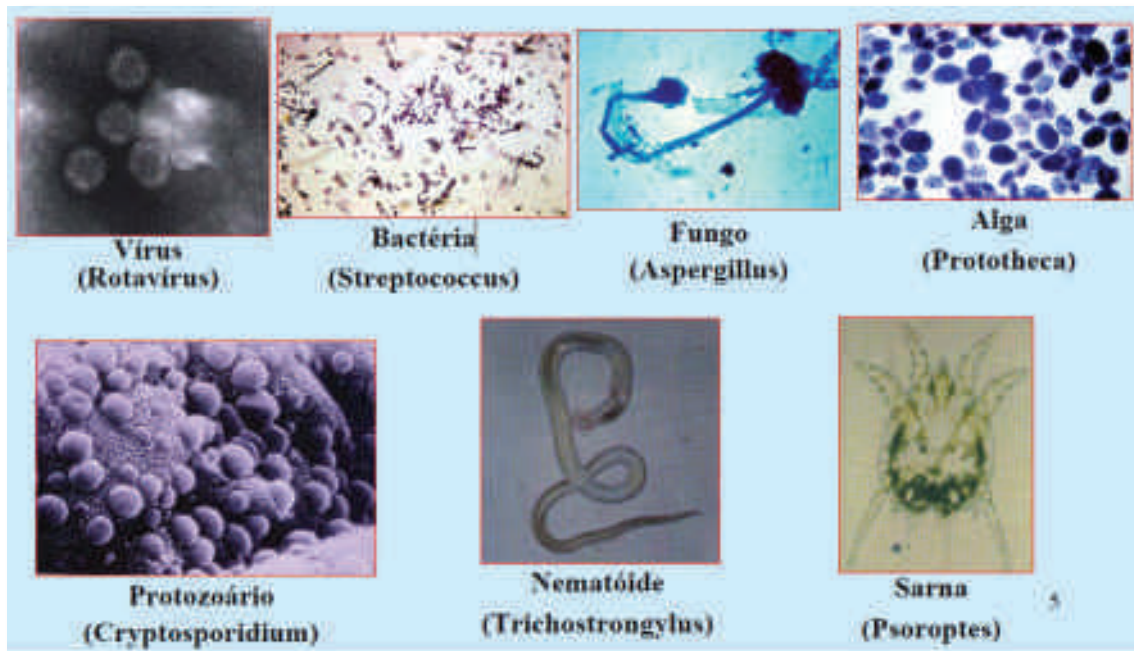 Vírus
(Rotavírus)
Bactéria
(Streptococcus)
Fungo
(Aspergillus)
Alga
(Prototheca)
Protozoário
(Cryptosporidium)
Nematóide
(Trichostrongylus)
Sarna
(Psoroptes)
5